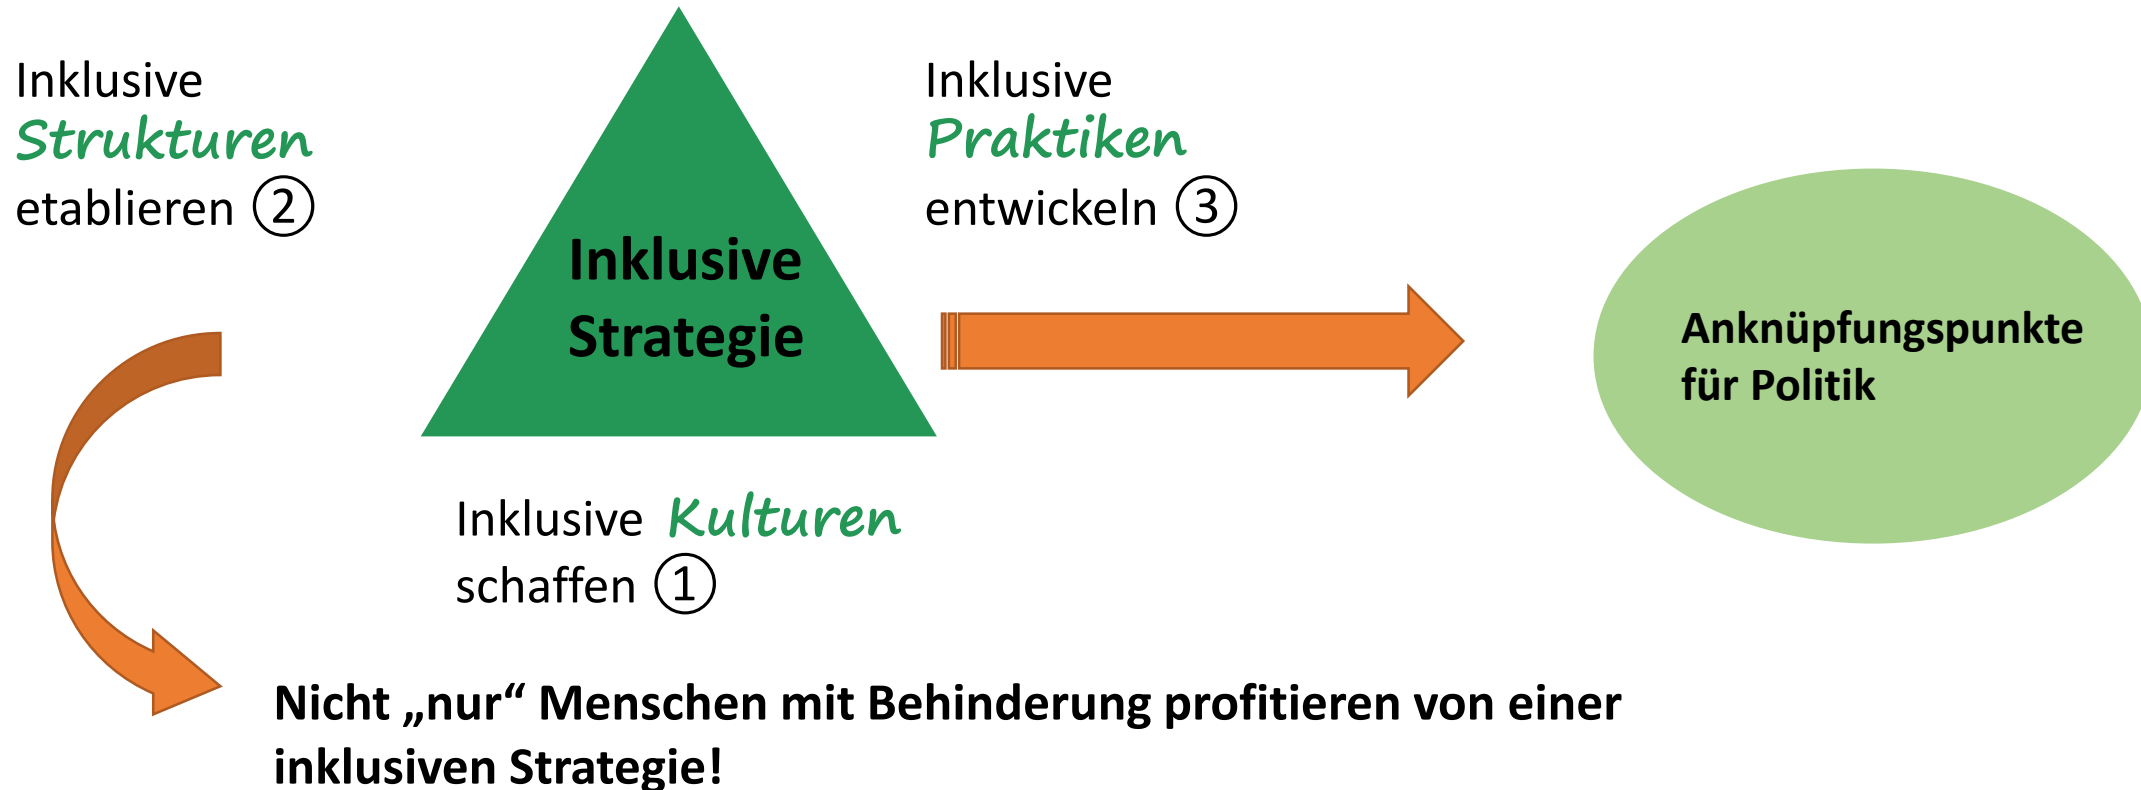 Inklusive
Strukturen
etablieren ②
Inklusive
Strategie
Inklusive
Praktiken
entwickeln ③
Anknüpfungspunkte
für Politik
Inklusive Kulturen
schaffen ①
Nicht „nur“ Menschen mit Behinderung profitieren von einer
inklusiven Strategie!